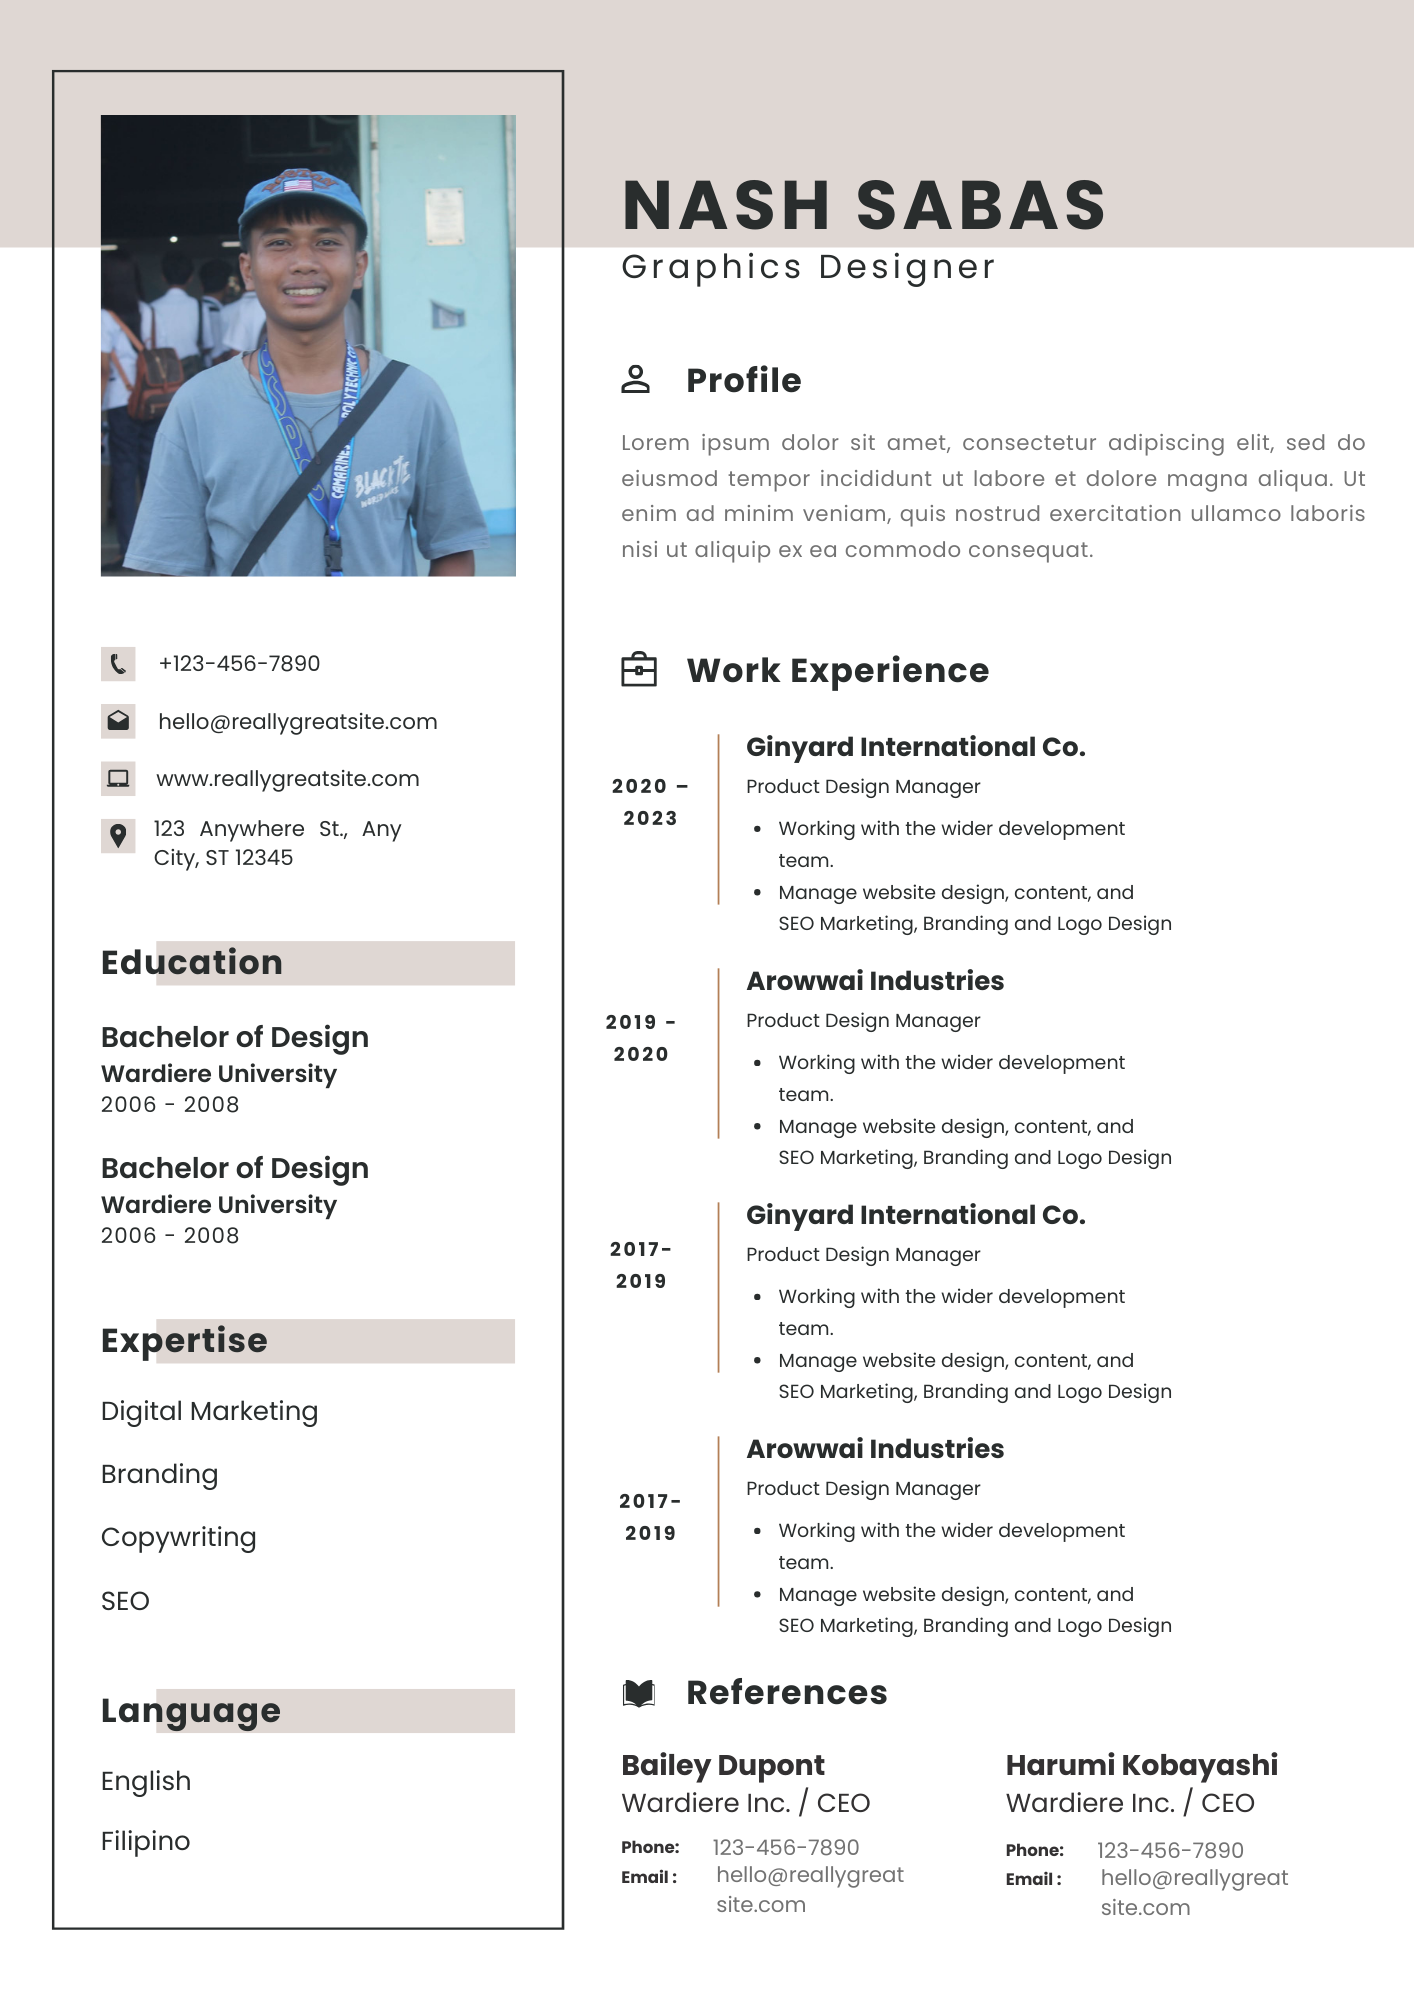 NASH SABAS
Graphics Designer
POLYTECHNIC
CAMARINES
BLACK JE
+123-456-7890
hello@reallygreatsite.com
www.reallygreatsite.com
123 Anywhere St., Any
City, ST 12345
Education
Bachelor of Design
Wardiere University
2006 - 2008
Bachelor of Design
Wardiere University
2006 - 2008
Expertise
Digital Marketing
Branding
Copywriting
SEO
Language
English
Filipino
Profile
Lorem ipsum dolor sit amet, consectetur adipiscing elit, sed do
eiusmod tempor incididunt ut labore et dolore magna aliqua. Ut
enim ad minim veniam, quis nostrud exercitation ullamco laboris
nisi ut aliquip ex ea commodo consequat.
Work Experience
2020 –
2023
Ginyard International Co.
Product Design Manager
• Working with the wider development
team.
• Manage website design, content, and
SEO Marketing, Branding and Logo Design
2019 -
2020
Arowwai Industries
Product Design Manager
• Working with the wider development
team.
• Manage website design, content, and
SEO Marketing, Branding and Logo Design
2017-
2019
Ginyard International Co.
Product Design Manager
• Working with the wider development
team.
• Manage website design, content, and
SEO Marketing, Branding and Logo Design
2017-
2019
Arowwai Industries
Product Design Manager
• Working with the wider development
team.
• Manage website design, content, and
SEO Marketing, Branding and Logo Design
References
Bailey Dupont
Wardiere Inc. / CEO
Phone: 123-456-7890
Email : hello@reallygreat
site.com
Harumi Kobayashi
Wardiere Inc. / CEO
Phone: 123-456-7890
Email : hello@reallygreat
site.com